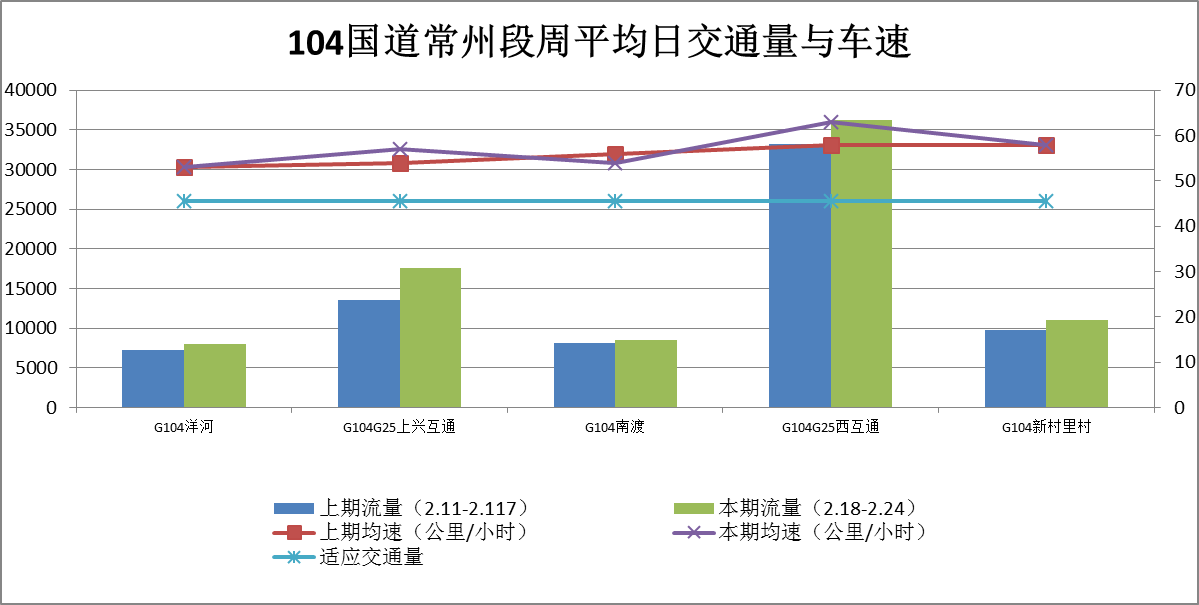 104国道常州段周平均日交通量与车速
40000
35000
30000
25000
20000
15000
10000
5000
0
70
60
50
40
30
20
10
0
G104洋河
G104G25上兴互通
G104南渡
G104G25西互通
G104新村里村
上期流量（2.11-2.117）
本期流量（2.18-2.24）
上期均速（公里/小时）
本期均速（公里/小时）
适应交通量